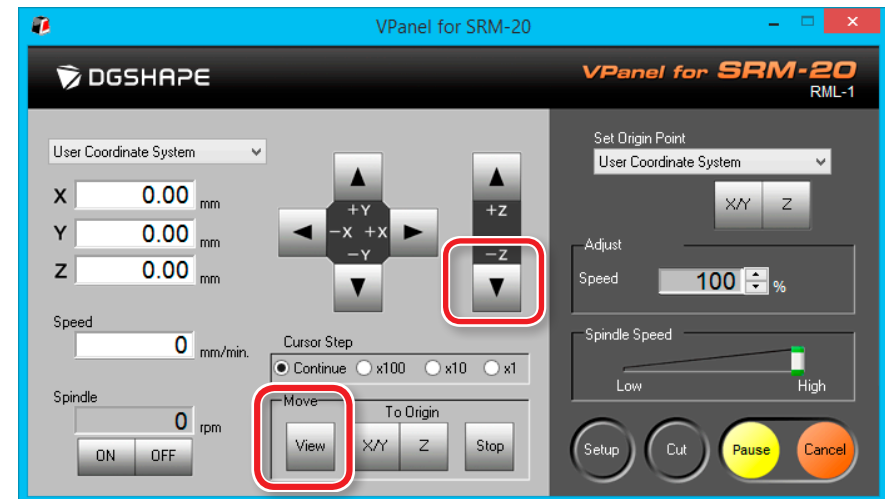 VPanel for SRM-20
DGSHAPE
VPanel for SRM-20
RML-1
User Coordinate System
X 0.00 mm
Y 0.00 mm
Z 0.00 mm
Speed
0 mm/min.
Spindle
0 rpm
ON OFF
+Y
-X +X
-Y
+Z
-Z
Cursor Step
Continue x100 x10 x1
Move
To Origin
View X/Y Z Stop
Set Origin Point
User Coordinate System
X/Y Z
Adjust
Speed 100 %
Spindle Speed
Low High
Setup Cut Pause Cancel